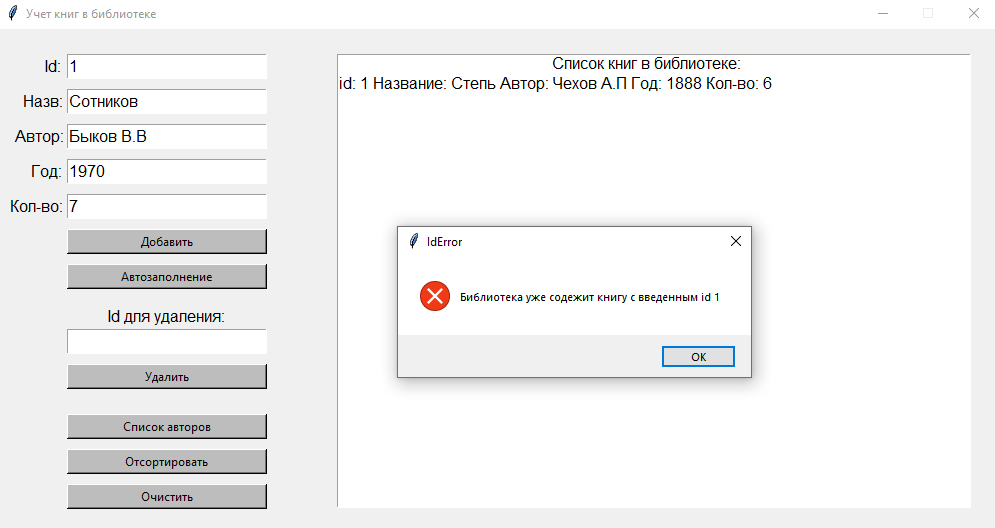 Учет книг в библиотеке
Id: 1
Назв: Сотников
Автор: Быков В.В
Год: 1970
Кол-во: 7
Добавить
Автозаполнение
Id для удаления:
Удалить
Список авторов
Отсортировать
Очистить
Список книг в библиотеке:
id: 1 Название: Степь Автор: Чехов А.П Год: 1888 Кол-во: 6
IdError
Библиотека уже содежит книгу с введенным id 1
OK